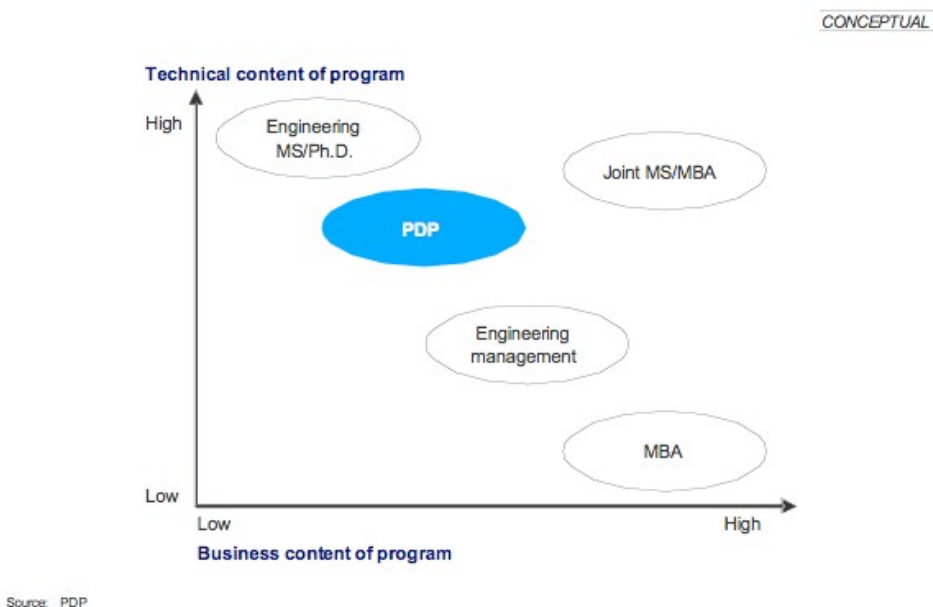 CONCEPTUAL
Technical content of program
High
Engineering
MS/Ph.D.
Joint MS/MBA
PDP
Engineering
management
MBA
Low
Low
High
Business content of program
Source: PDP